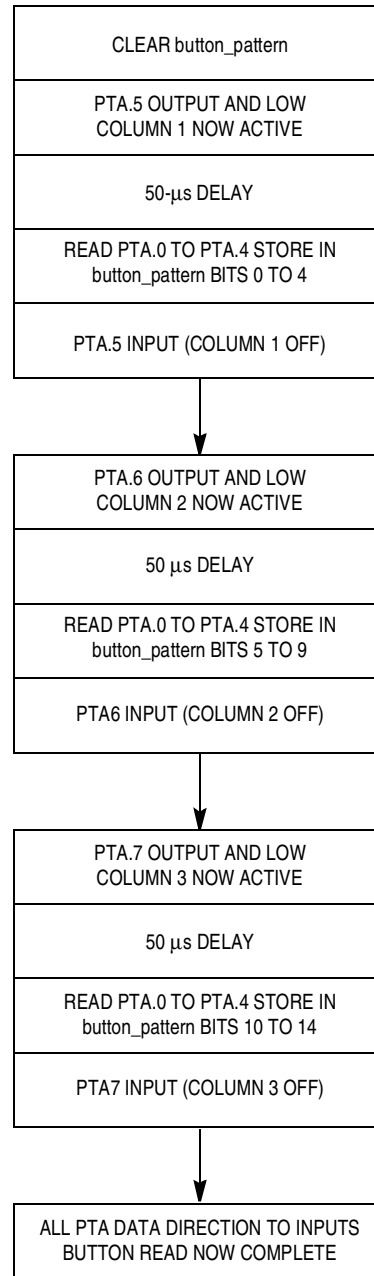 CLEAR button_pattern
PTA.5 OUTPUT AND LOW
COLUMN 1 NOW ACTIVE
50-μs DELAY
READ PTA.0 TO PTA.4 STORE IN
button_pattern BITS 0 TO 4
PTA.5 INPUT (COLUMN 1 OFF)
PTA.6 OUTPUT AND LOW
COLUMN 2 NOW ACTIVE
50 μs DELAY
READ PTA.0 TO PTA.4 STORE IN
button_pattern BITS 5 TO 9
PTA6 INPUT (COLUMN 2 OFF)
PTA.7 OUTPUT AND LOW
COLUMN 3 NOW ACTIVE
50 μs DELAY
READ PTA.0 TO PTA.4 STORE IN
button_pattern BITS 10 TO 14
PTA7 INPUT (COLUMN 3 OFF)
ALL PTA DATA DIRECTION TO INPUTS
BUTTON READ NOW COMPLETE